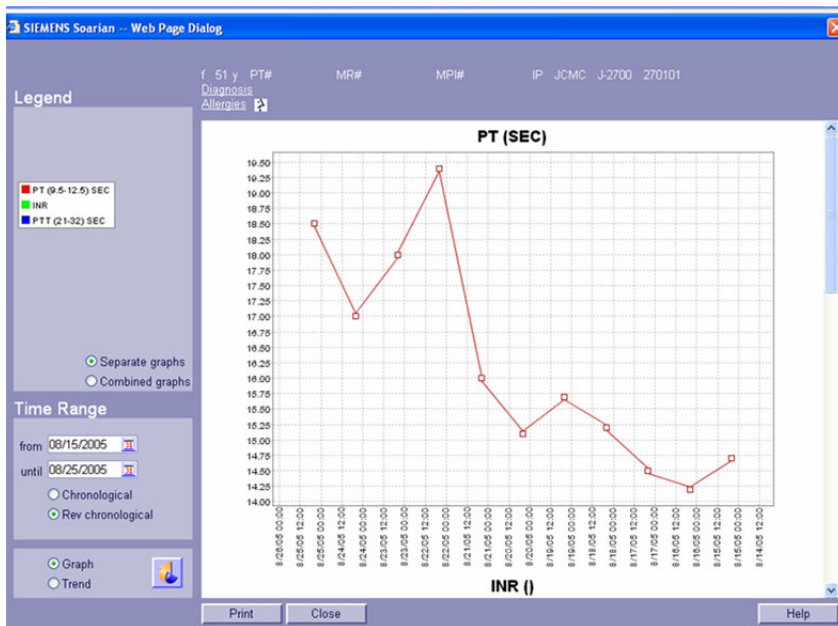 SIEMENS Soarian -- Web Page Dialog
f 51 y PT# MR# MPI# IP JCMC J-2700 270101
Diagnosis
Allergies
Legend
PT (9.5-12.5) SEC
INR
PTT (21-32) SEC
Separate graphs
Combined graphs
Time Range
from 08/15/2005
until 08/25/2005
Chronological
Rev chronological
Graph
Trend
PT (SEC)
19.50
19.25
19.00
18.75
18.50
18.25
18.00
17.75
17.50
17.25
17.00
16.75
16.50
16.25
16.00
15.75
15.50
15.25
15.00
14.75
14.50
14.25
14.00
8/26/05 00:00
8/25/05 12:00
8/25/05 00:00
8/24/05 12:00
8/24/05 00:00
8/23/05 12:00
8/23/05 00:00
8/22/05 12:00
8/22/05 00:00
8/21/05 12:00
8/21/05 00:00
8/20/05 12:00
8/20/05 00:00
8/19/05 12:00
8/19/05 00:00
8/18/05 12:00
8/18/05 00:00
8/17/05 12:00
8/17/05 00:00
8/16/05 12:00
8/16/05 00:00
8/15/05 12:00
8/15/05 00:00
8/14/05 12:00
INR ()
Print
Close
Help